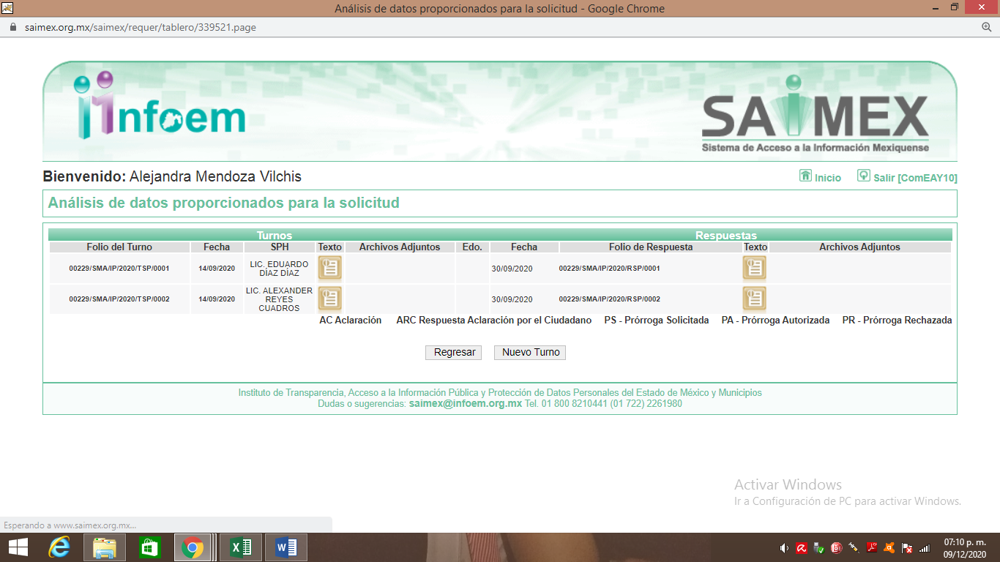 Análisis de datos proporcionados para la solicitud - Google Chrome
saimex.org.mx/saimex/requer/tablero/339521.page
infoem
SAIMEX
Sistema de Acceso a la Información Mexiquense
Bienvenido: Alejandra Mendoza Vilchis
Inicio Salir [ComEAY10]
Análisis de datos proporcionados para la solicitud
Turnos Respuestas
Folio del Turno Fecha SPH Texto Archivos Adjuntos Edo. Fecha Folio de Respuesta Texto Archivos Adjuntos
00229/SMA/IP/2020/TSP/0001 14/09/2020 LIC. EDUARDO DÍAZ DÍAZ 30/09/2020 00229/SMA/IP/2020/RSP/0001
00229/SMA/IP/2020/TSP/0002 14/09/2020 LIC. ALEXANDER REYES CUADROS 30/09/2020 00229/SMA/IP/2020/RSP/0002
AC Aclaración ARC Respuesta Aclaración por el Ciudadano PS - Prórroga Solicitada PA - Prórroga Autorizada PR - Prórroga Rechazada
Regresar Nuevo Turno
Instituto de Transparencia, Acceso a la Información Pública y Protección de Datos Personales del Estado de México y Municipios
Dudas o sugerencias: saimex@infoem.org.mx Tel. 01 800 8210441 (01 722) 2261980
Activar Windows
Ir a Configuración de PC para activar Windows.
Esperando a www.saimex.org.mx...
07:10 p. m.
09/12/2020